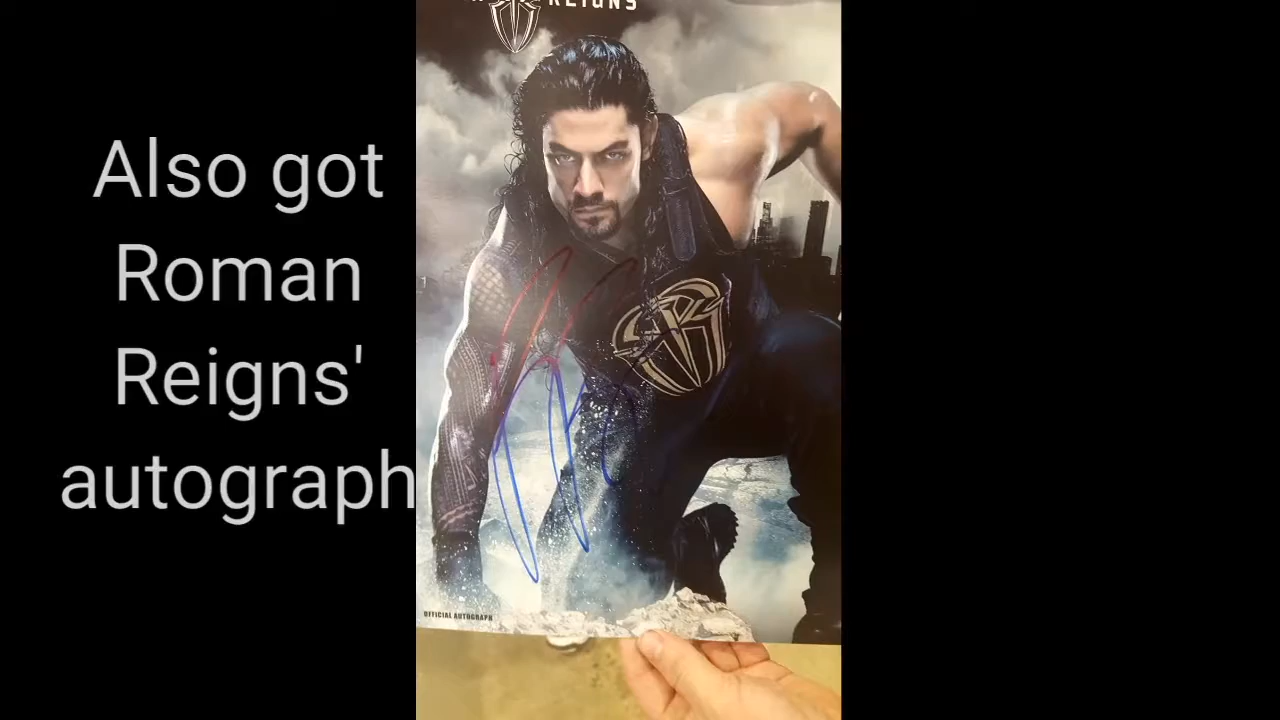 Also got
Roman
Reigns'
autograph
REIGNS
OFFICIAL AUTOGRAPH